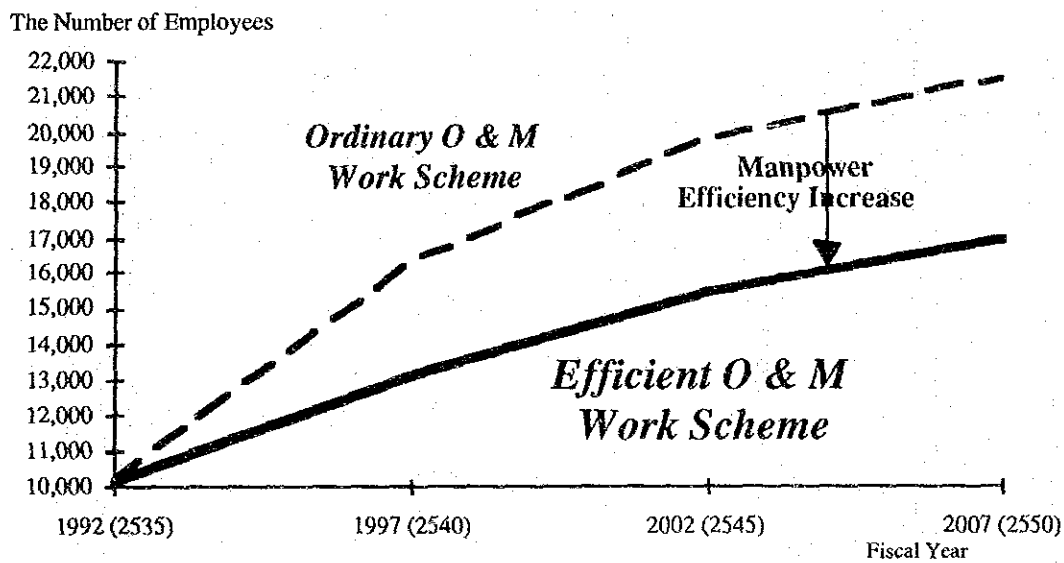 The Number of Employees
22,000
21,000
20,000
19,000
18,000
17,000
16,000
15,000
14,000
13,000
12,000
11,000
10,000
Ordinary O & M
Work Scheme
Manpower
Efficiency Increase
Efficient O & M
Work Scheme
1992 (2535) 1997 (2540) 2002 (2545) 2007 (2550)
Fiscal Year